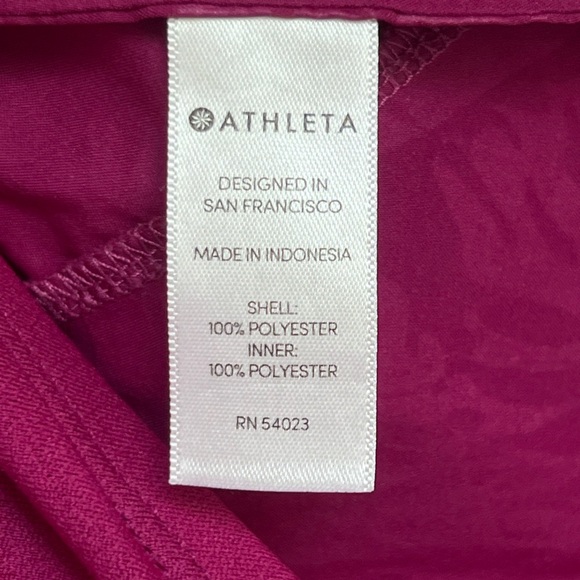 ATHLETA
DESIGNED IN
SAN FRANCISCO
MADE IN INDONESIA
SHELL:
100% POLYESTER
INNER:
100% POLYESTER
RN 54023